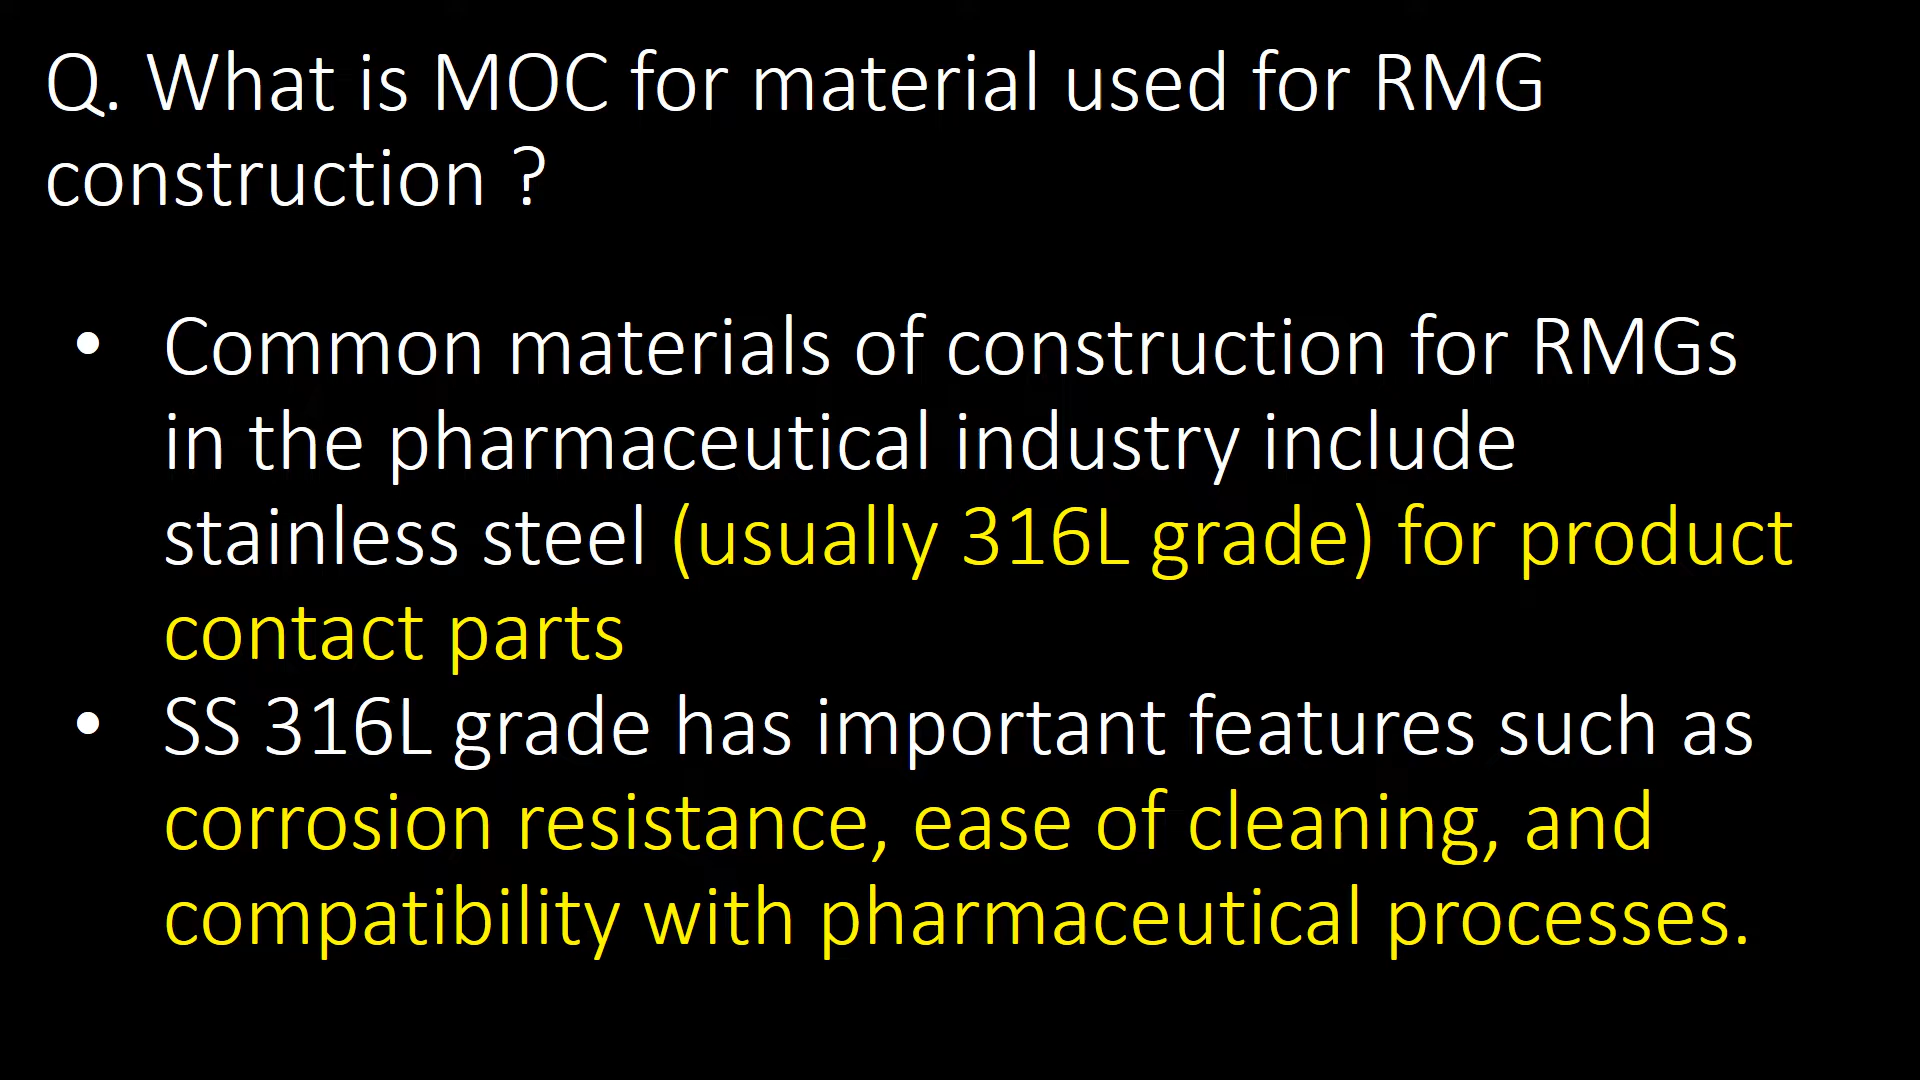 Q. What is MOC for material used for RMG
construction ?
• Common materials of construction for RMGs
in the pharmaceutical industry include
stainless steel (usually 316L grade) for product
contact parts
• SS 316L grade has important features such as
corrosion resistance, ease of cleaning, and
compatibility with pharmaceutical processes.